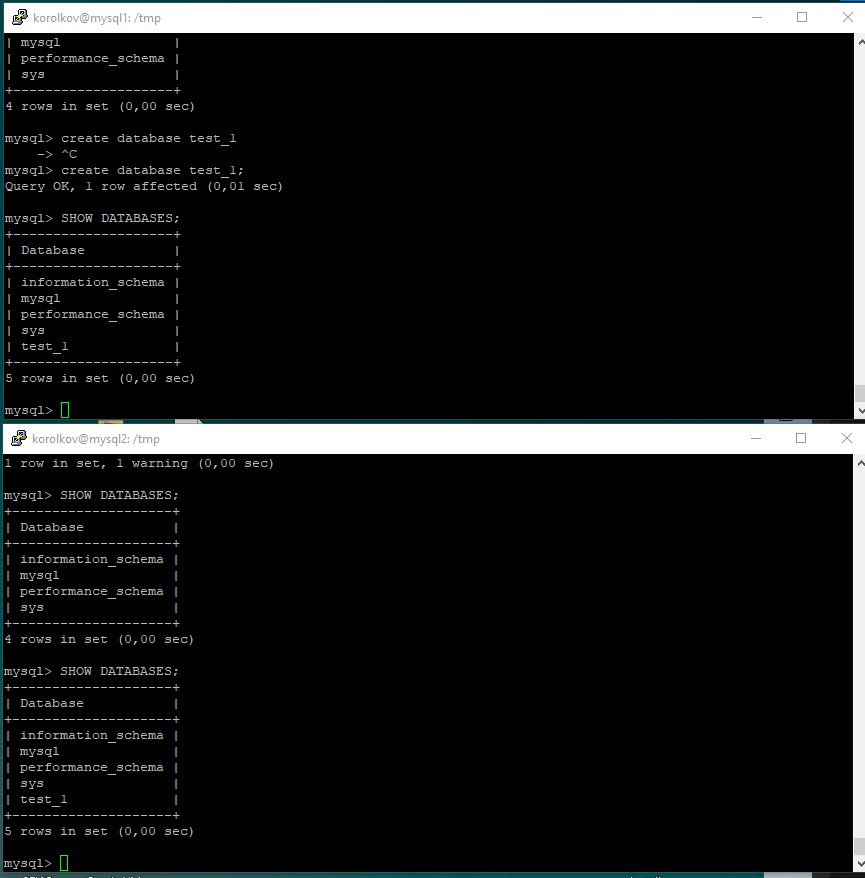 korolkov@mysql1: /tmp
| mysql              |
| performance_schema |
| sys                |
+--------------------+
4 rows in set (0,00 sec)
mysql> create database test_1
    -> ^C
mysql> create database test_1;
Query OK, 1 row affected (0,01 sec)
mysql> SHOW DATABASES;
+--------------------+
| Database           |
+--------------------+
| information_schema |
| mysql              |
| performance_schema |
| sys                |
| test_1             |
+--------------------+
5 rows in set (0,00 sec)
mysql>
korolkov@mysql2: /tmp
1 row in set, 1 warning (0,00 sec)
mysql> SHOW DATABASES;
+--------------------+
| Database           |
+--------------------+
| information_schema |
| mysql              |
| performance_schema |
| sys                |
+--------------------+
4 rows in set (0,00 sec)
mysql> SHOW DATABASES;
+--------------------+
| Database           |
+--------------------+
| information_schema |
| mysql              |
| performance_schema |
| sys                |
| test_1             |
+--------------------+
5 rows in set (0,00 sec)
mysql>